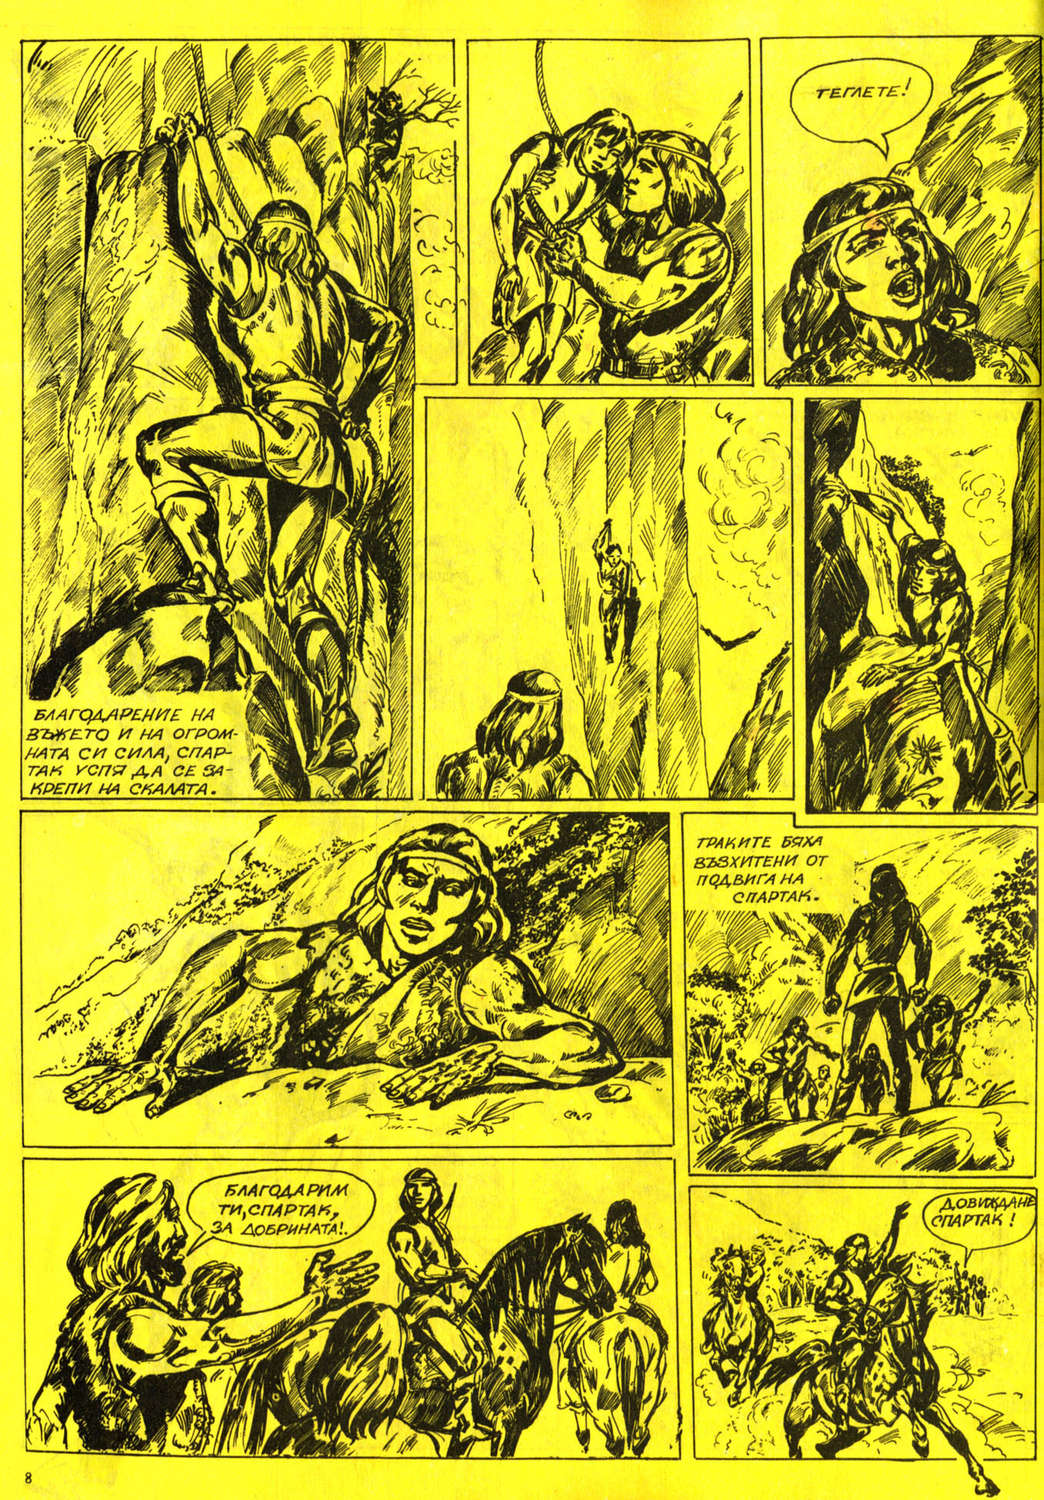 ТЕГЛЕТЕ!
БЛАГОДАРЕНИЕ НА
ВЪЖЕТО И НА ОГРОМ-
НАТА СИ СИЛА, СПАР-
ТАК УСПЯ ДА СЕ ЗА-
КРЕПИ НА СКАЛАТА.
ТРАКИТЕ БЯХА
ВЪЗХИТЕНИ ОТ
ПОДВИГА НА
СПАРТАК.
БЛАГОДАРИМ
ТИ, СПАРТАК,
ЗА ДОБРИНАТА!.
ДОВИЖДАНЕ
СПАРТАК!
8